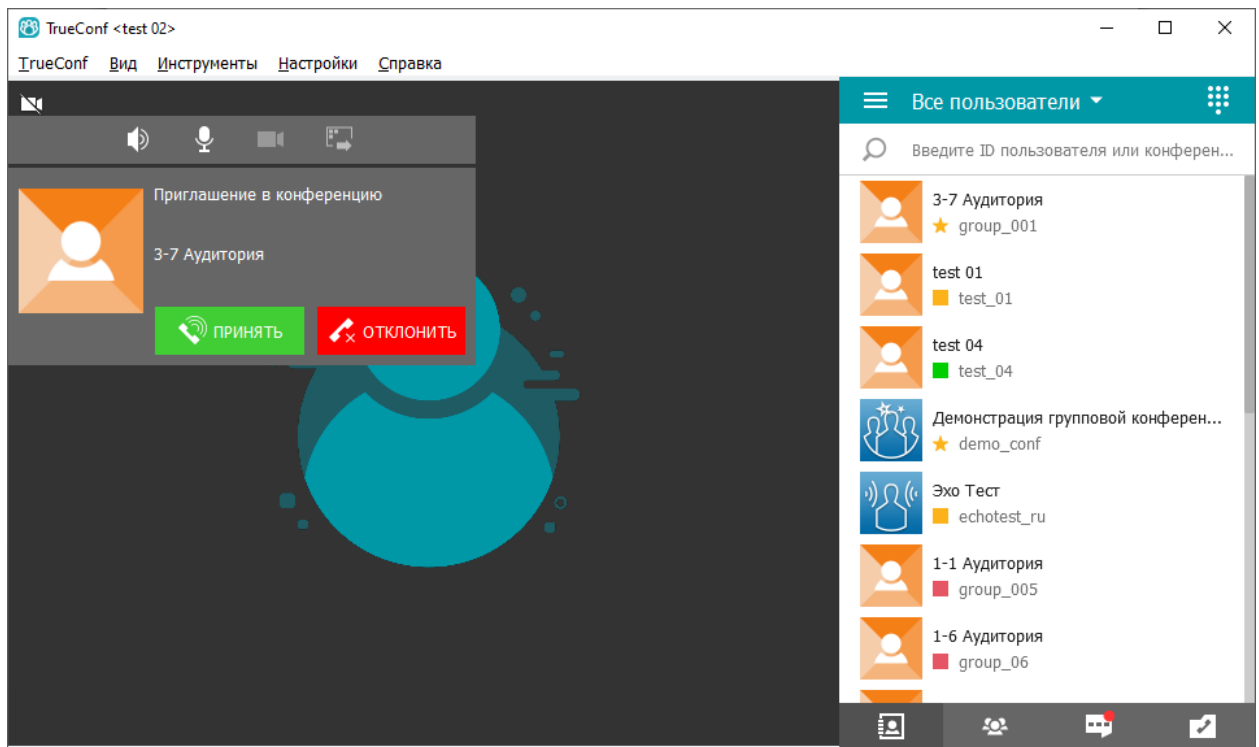 TrueConf <test 02>
TrueConf Вид Инструменты Настройки Справка
Приглашение в конференцию
3-7 Аудитория
ПРИНЯТЬ ОТКЛОНИТЬ
Все пользователи
Введите ID пользователя или конферен...
3-7 Аудитория
group_001
test 01
test_01
test 04
test_04
Демонстрация групповой конферен...
demo_conf
Эхо Тест
echotest_ru
1-1 Аудитория
group_005
1-6 Аудитория
group_06